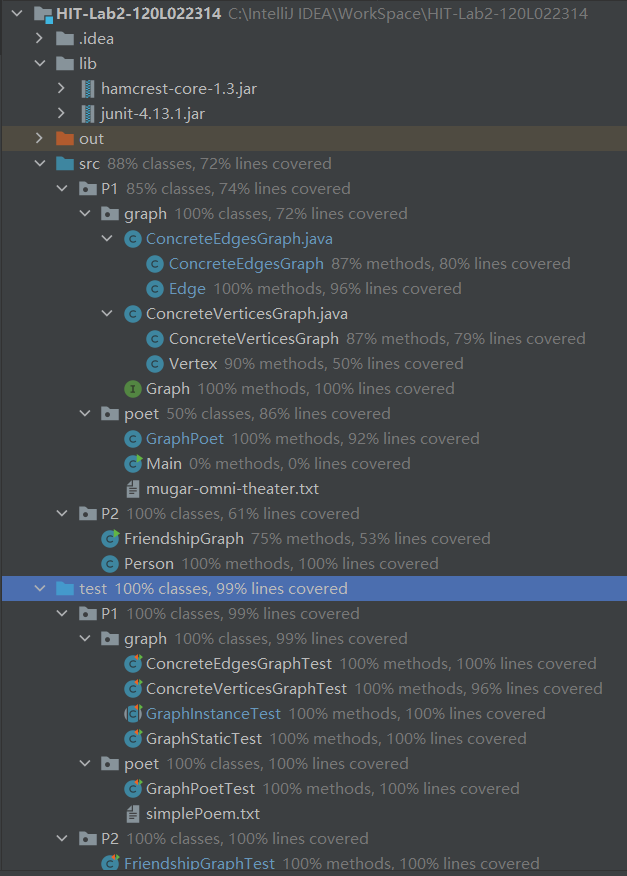 HIT-Lab2-120L022314 C:\IntelliJ IDEA\WorkSpace\HIT-Lab2-120L022314
.idea
lib
hamcrest-core-1.3.jar
junit-4.13.1.jar
out
src 88% classes, 72% lines covered
P1 85% classes, 74% lines covered
graph 100% classes, 72% lines covered
ConcreteEdgesGraph.java
ConcreteEdgesGraph 87% methods, 80% lines covered
Edge 100% methods, 96% lines covered
ConcreteVerticesGraph.java
ConcreteVerticesGraph 87% methods, 79% lines covered
Vertex 90% methods, 50% lines covered
Graph 100% methods, 100% lines covered
poet 50% classes, 86% lines covered
GraphPoet 100% methods, 92% lines covered
Main 0% methods, 0% lines covered
mugar-omni-theater.txt
P2 100% classes, 61% lines covered
FriendshipGraph 75% methods, 53% lines covered
Person 100% methods, 100% lines covered
test 100% classes, 99% lines covered
P1 100% classes, 99% lines covered
graph 100% classes, 99% lines covered
ConcreteEdgesGraphTest 100% methods, 100% lines covered
ConcreteVerticesGraphTest 100% methods, 96% lines covered
GraphInstanceTest 100% methods, 100% lines covered
GraphStaticTest 100% methods, 100% lines covered
poet 100% classes, 100% lines covered
GraphPoetTest 100% methods, 100% lines covered
simplePoem.txt
P2 100% classes, 100% lines covered
FriendshipGraphTest 100% methods, 100% lines covered